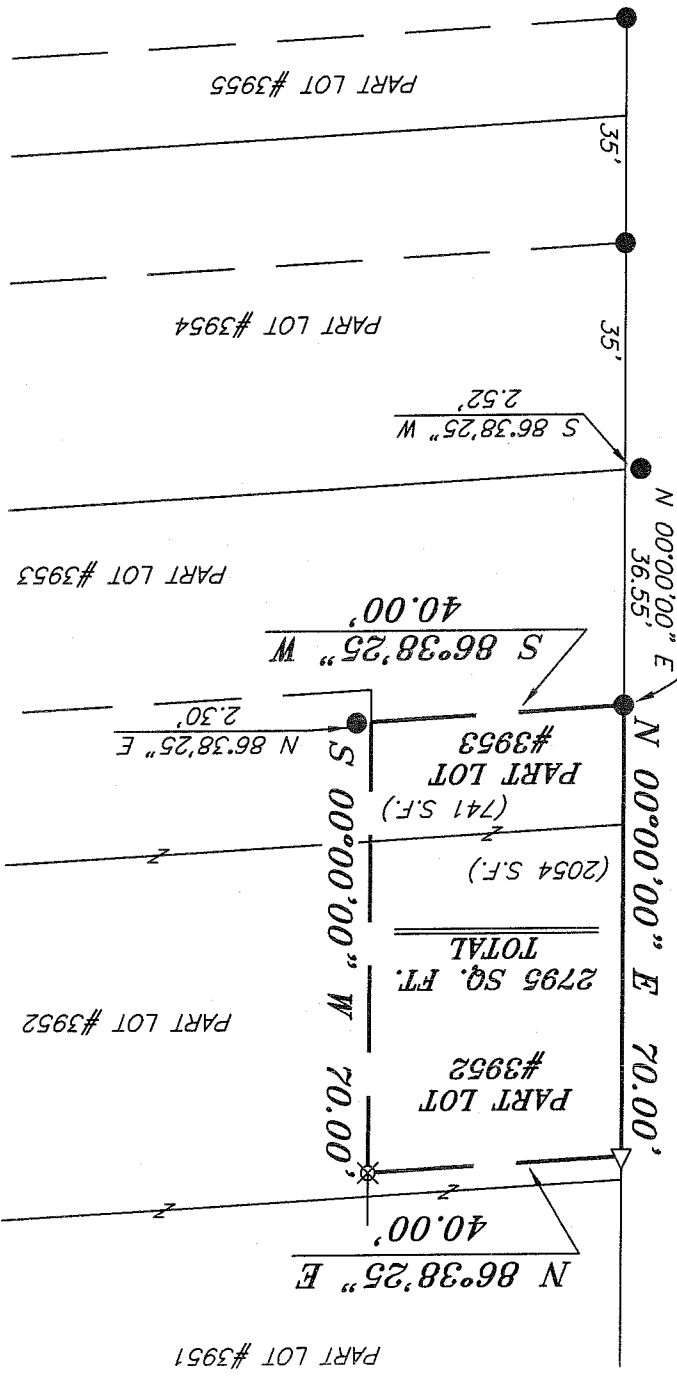 PART LOT #3951
N 86°38'25" E
40.00'
PART LOT
#3952
2795 SQ. FT.
TOTAL
(2054 S.F.)
(741 S.F.)
PART LOT
#3953
N 00°00'00" E 70.00'
S 00°00'00" W 70.00'
PART LOT #3952
N 86°38'25" E
2.30'
S 86°38'25" W
40.00'
N 00°00'00" E
36.55'
PART LOT #3953
S 86°38'25" W
2.52'
35'
PART LOT #3954
35'
PART LOT #3955